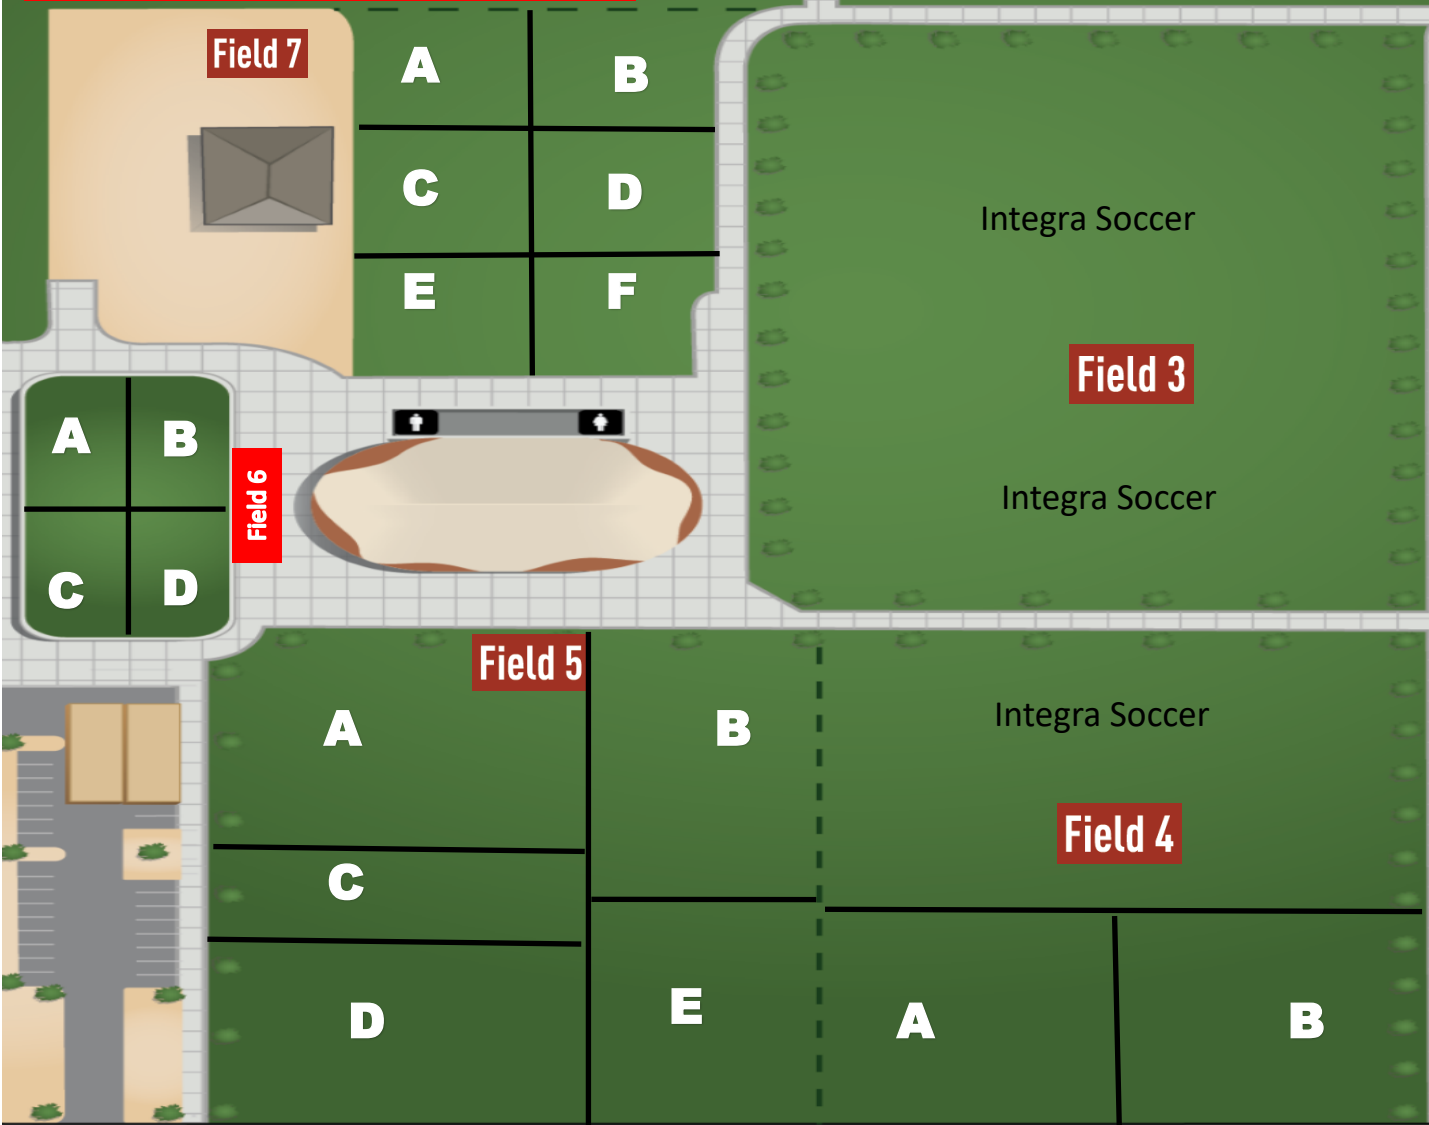 Field 7
A
B
C
D
E
F
Integra Soccer
Field 3
Integra Soccer
A
B
C
D
Field 6
Field 5
A
B
C
D
E
Integra Soccer
Field 4
A
B